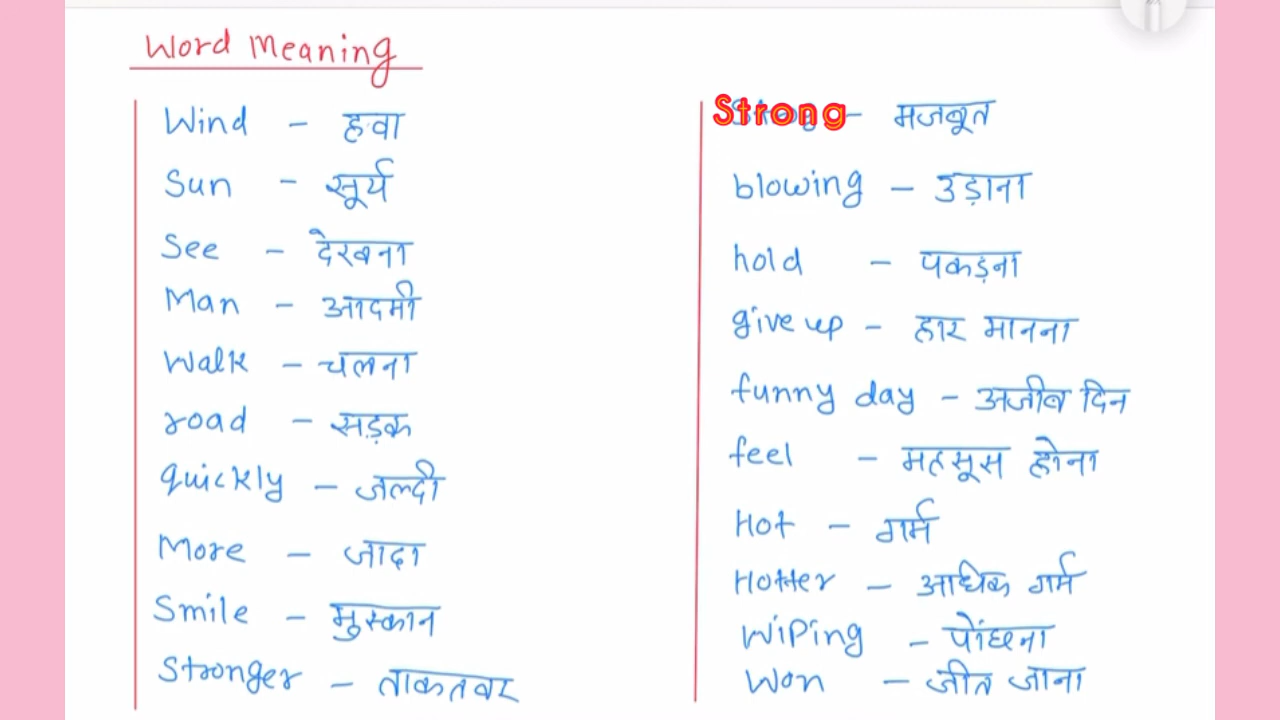 Word Meaning
Wind - हवा
Sun - सूर्य
See - देखना
Man - आदमी
Walk - चलना
road - सड़क
quickly - जल्दी
More - जादा
Smile - मुस्कान
Stronger - ताकतवर
Strong - मजबूत
blowing - उड़ाना
hold - पकड़ना
give up - हार मानना
funny day - अजीब दिन
feel - महसूस होना
Hot - गर्म
Hotter - आधिक गर्म
Wiping - पोंछना
Won - जीत जाना